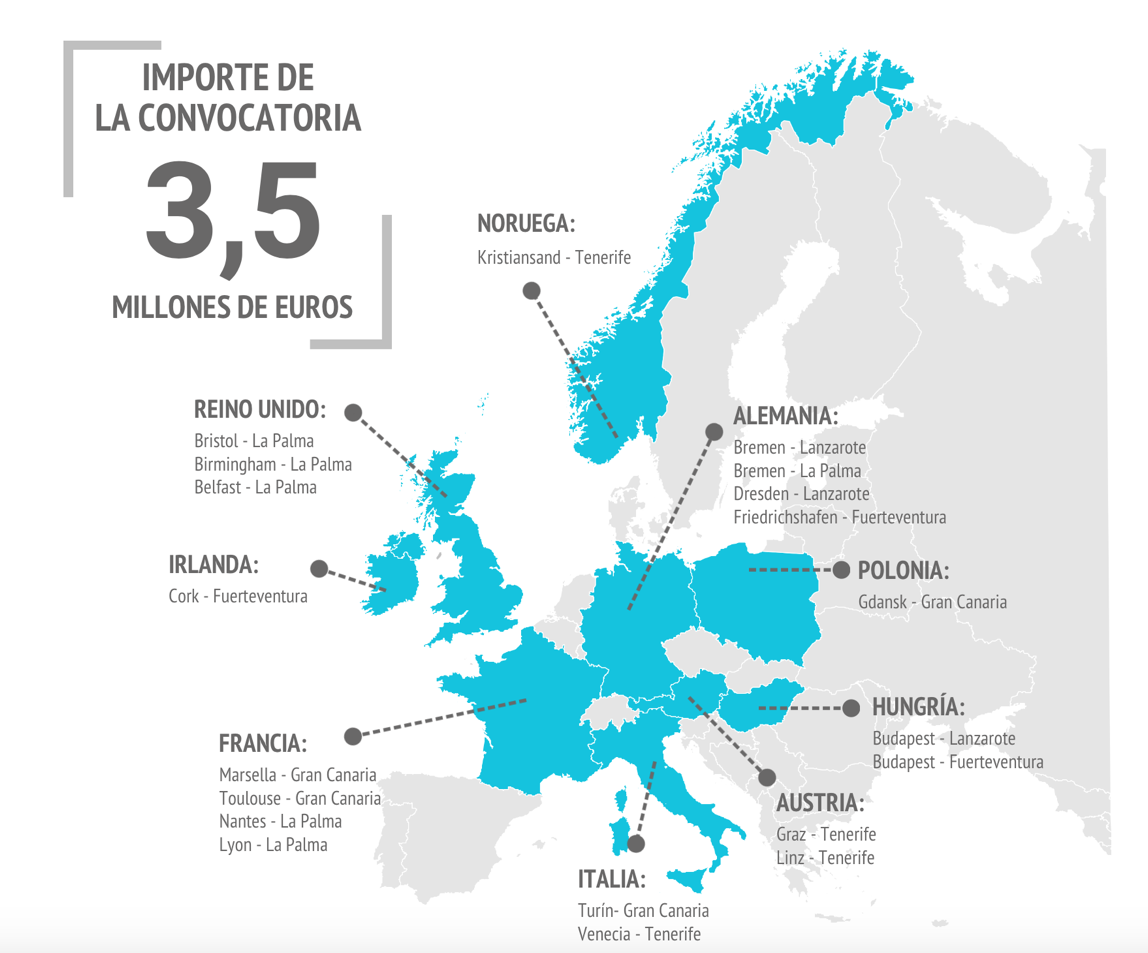 IMPORTE DE
LA CONVOCATORIA
3,5
MILLONES DE EUROS
NORUEGA:
Kristiansand - Tenerife
REINO UNIDO:
Bristol - La Palma
Birmingham - La Palma
Belfast - La Palma
ALEMANIA:
Bremen - Lanzarote
Bremen - La Palma
Dresden - Lanzarote
Friedrichshafen - Fuerteventura
IRLANDA:
Cork - Fuerteventura
POLONIA:
Gdansk - Gran Canaria
HUNGRÍA:
Budapest - Lanzarote
Budapest - Fuerteventura
FRANCIA:
Marsella - Gran Canaria
Toulouse - Gran Canaria
Nantes - La Palma
Lyon - La Palma
AUSTRIA:
Graz - Tenerife
Linz - Tenerife
ITALIA:
Turín- Gran Canaria
Venecia - Tenerife